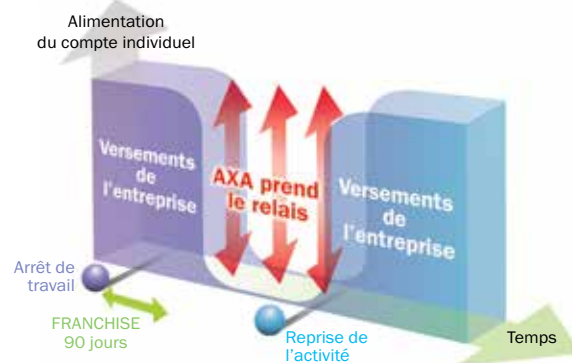 Alimentation
du compte individuel
Versements
de
l'entreprise
AXA prend
le relais
Versements
de
l'entreprise
Arrêt de
travail
FRANCHISE
90 jours
Reprise de
l'activité
Temps